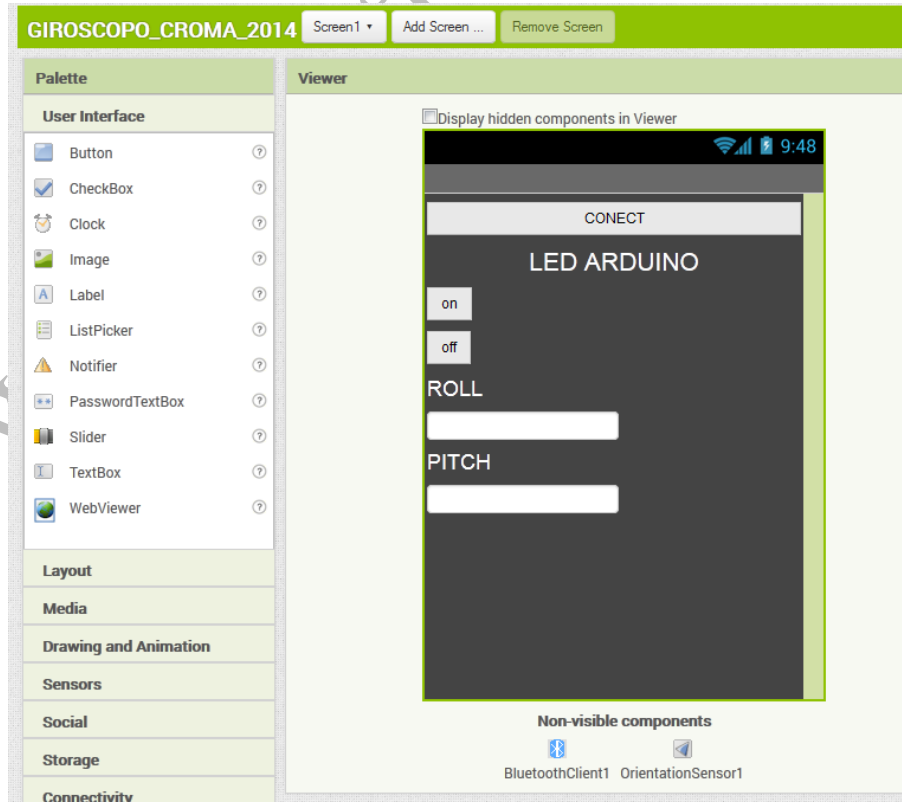 GIROSCOPO_CROMA_2014 Screen1 Add Screen ... Remove Screen
Palette
User Interface
Button
CheckBox
Clock
Image
Label
ListPicker
Notifier
PasswordTextBox
Slider
TextBox
WebViewer
Layout
Media
Drawing and Animation
Sensors
Social
Storage
Connectivity
Viewer
Display hidden components in Viewer
9:48
CONECT
LED ARDUINO
on
off
ROLL
PITCH
Non-visible components
BluetoothClient1 OrientationSensor1